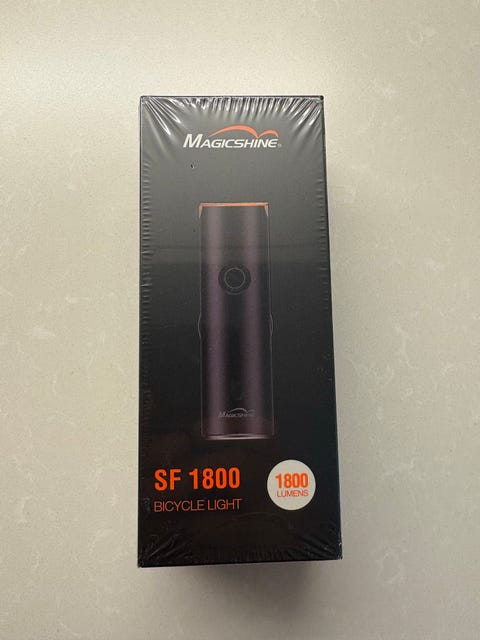 MAGICSHINE®
MAGICSHINE
SF 1800
BICYCLE LIGHT
1800
LUMENS